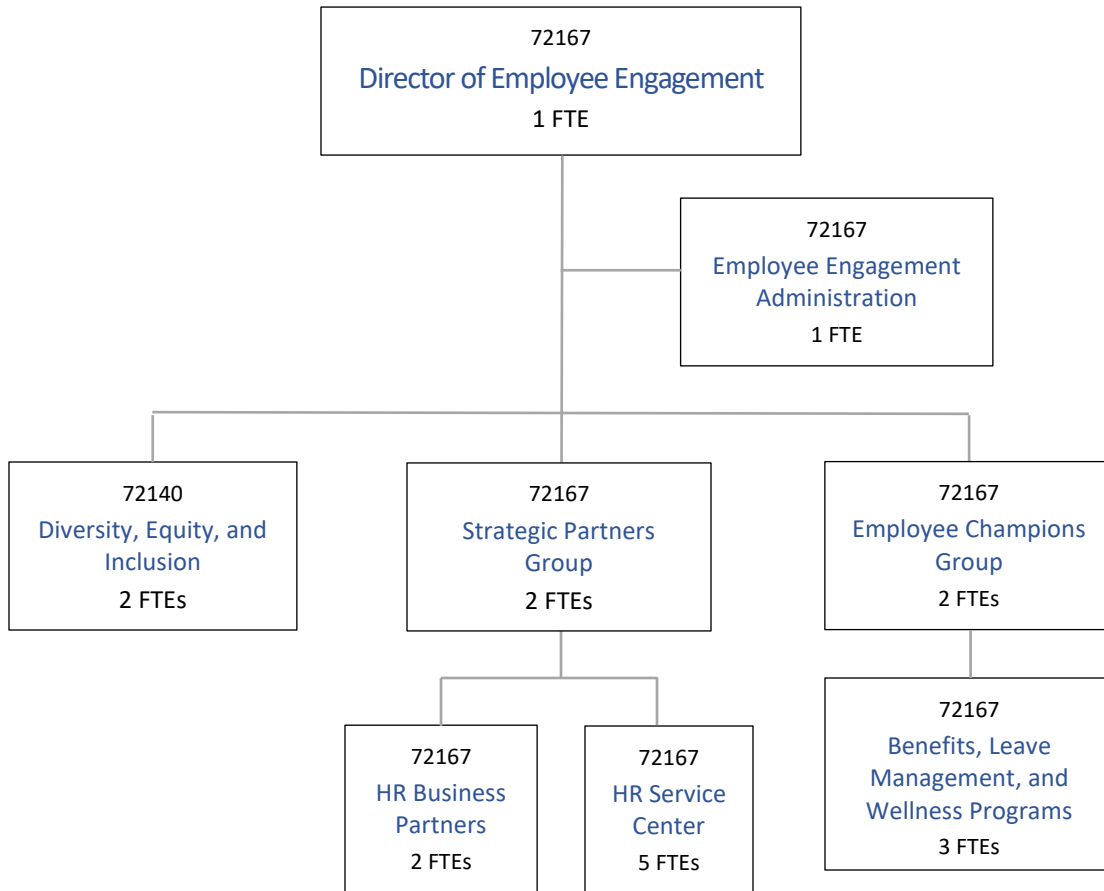 72167
Director of Employee Engagement
1 FTE
72167
Employee Engagement
Administration
1 FTE
72140
Diversity, Equity, and
Inclusion
2 FTEs
72167
Strategic Partners
Group
2 FTEs
72167
Employee Champions
Group
2 FTEs
72167
HR Business
Partners
2 FTEs
72167
HR Service
Center
5 FTEs
72167
Benefits, Leave
Management, and
Wellness Programs
3 FTEs